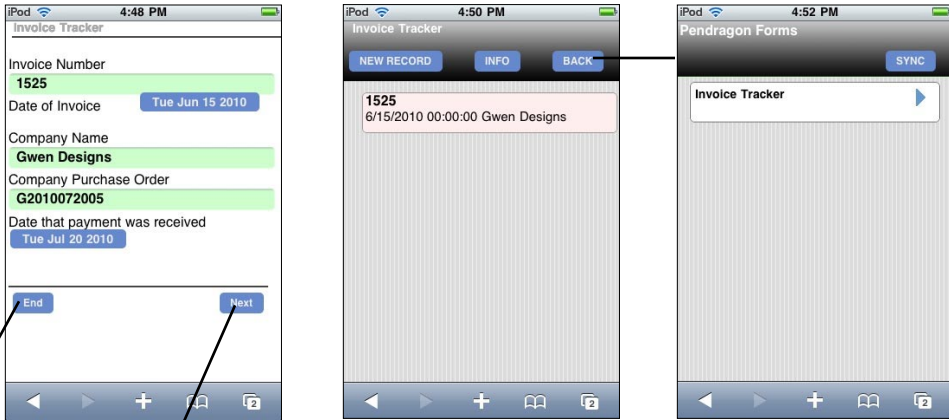 iPod 4:48 PM
Invoice Tracker
Invoice Number
1525
Date of Invoice Tue Jun 15 2010
Company Name
Gwen Designs
Company Purchase Order
G2010072005
Date that payment was received
Tue Jul 20 2010
End Next
2
iPod 4:50 PM
Invoice Tracker
NEW RECORD INFO BACK
1525
6/15/2010 00:00:00 Gwen Designs
2
iPod 4:52 PM
Pendragon Forms
SYNC
Invoice Tracker
2